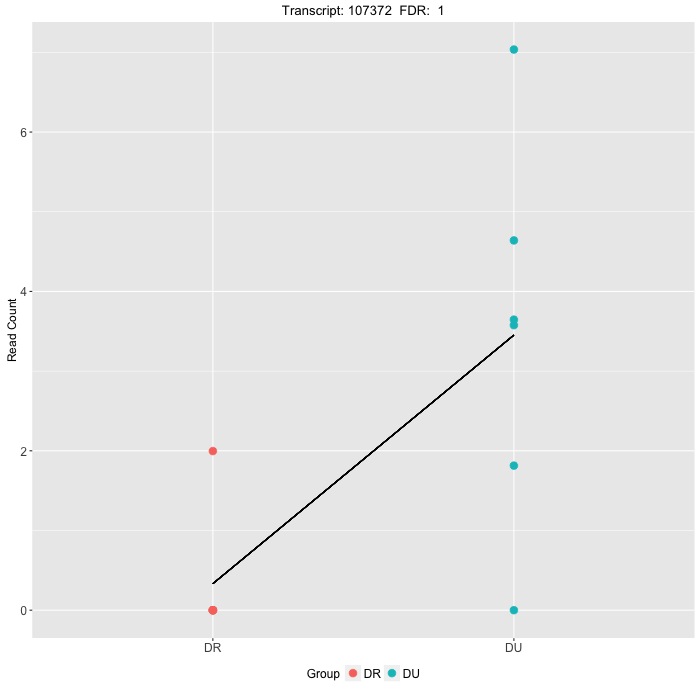 Transcript: 107372  FDR:  1
Read Count
6
4
2
0
DR DU
Group DR DU